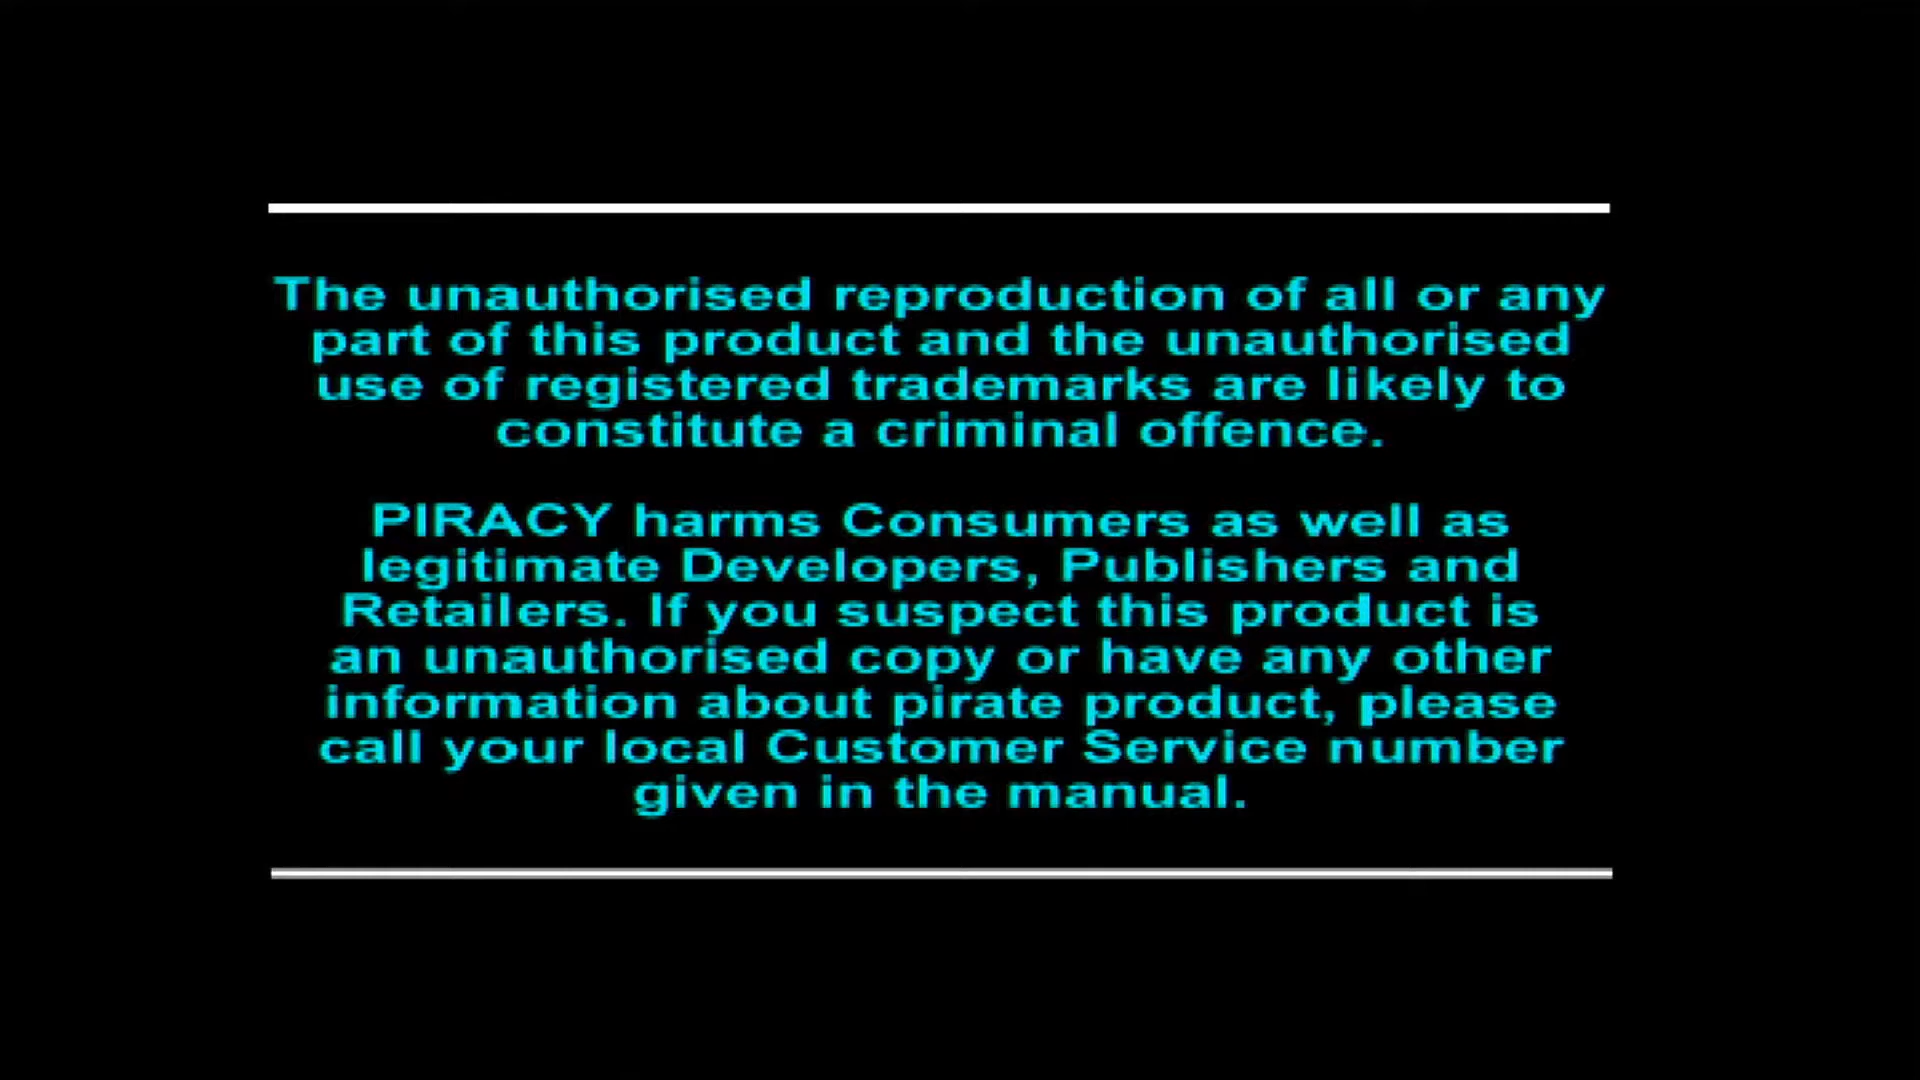 The unauthorised reproduction of all or any
part of this product and the unauthorised
use of registered trademarks are likely to
constitute a criminal offence.
PIRACY harms Consumers as well as
legitimate Developers, Publishers and
Retailers. If you suspect this product is
an unauthorised copy or have any other
information about pirate product, please
call your local Customer Service number
given in the manual.